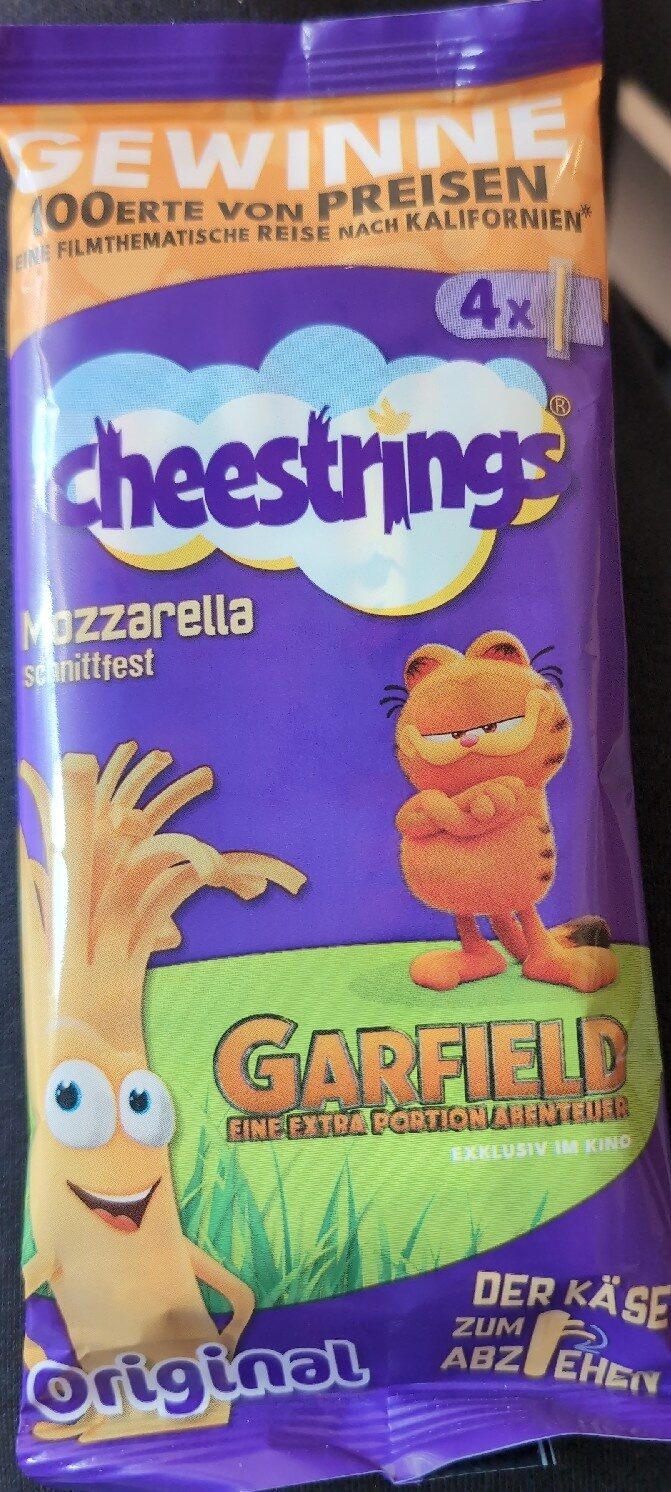 GEWINNE
100ERTE VON PREISEN
EINE FILMTHEMATISCHE REISE NACH KALIFORNIEN*
4x
cheestrings®
Mozzarella
schnittfest
GARFIELD
EINE EXTRA PORTION ABENTEUER
EXKLUSIV IM KINO
DER KÄSE
ZUM
ABZIEHEN
Original